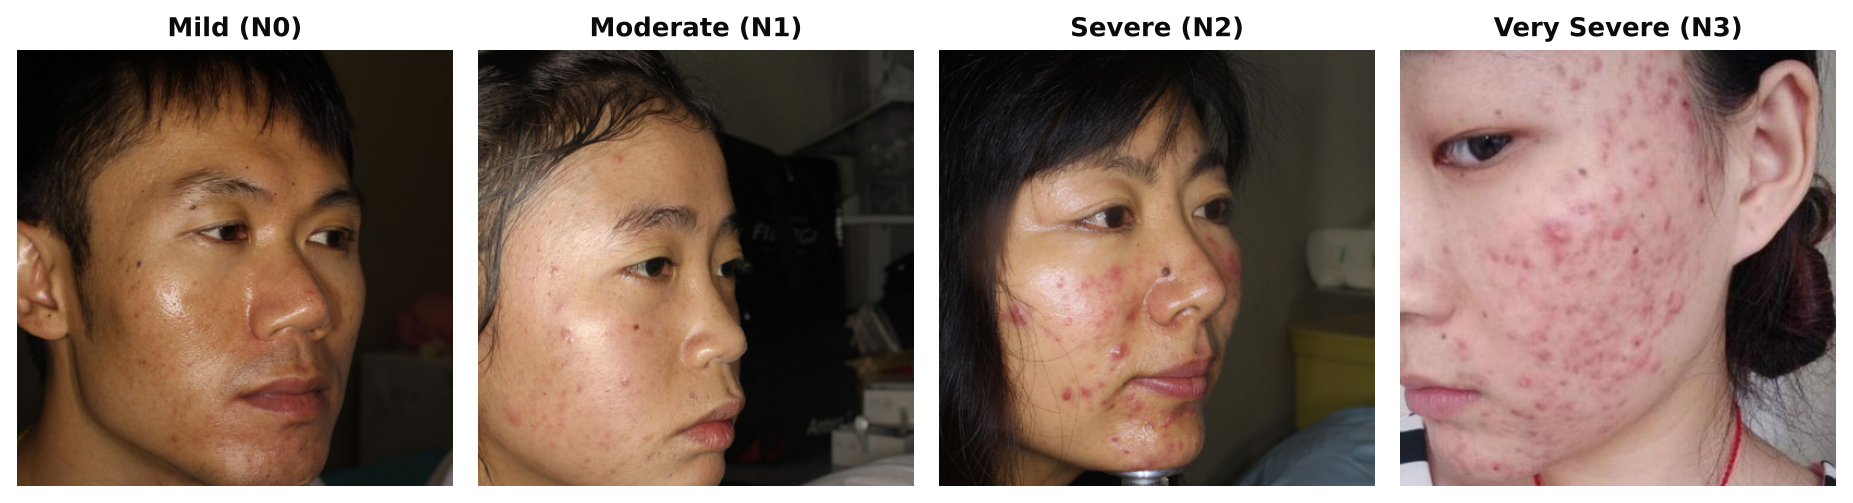 Mild (N0)
Moderate (N1)
Severe (N2)
Very Severe (N3)